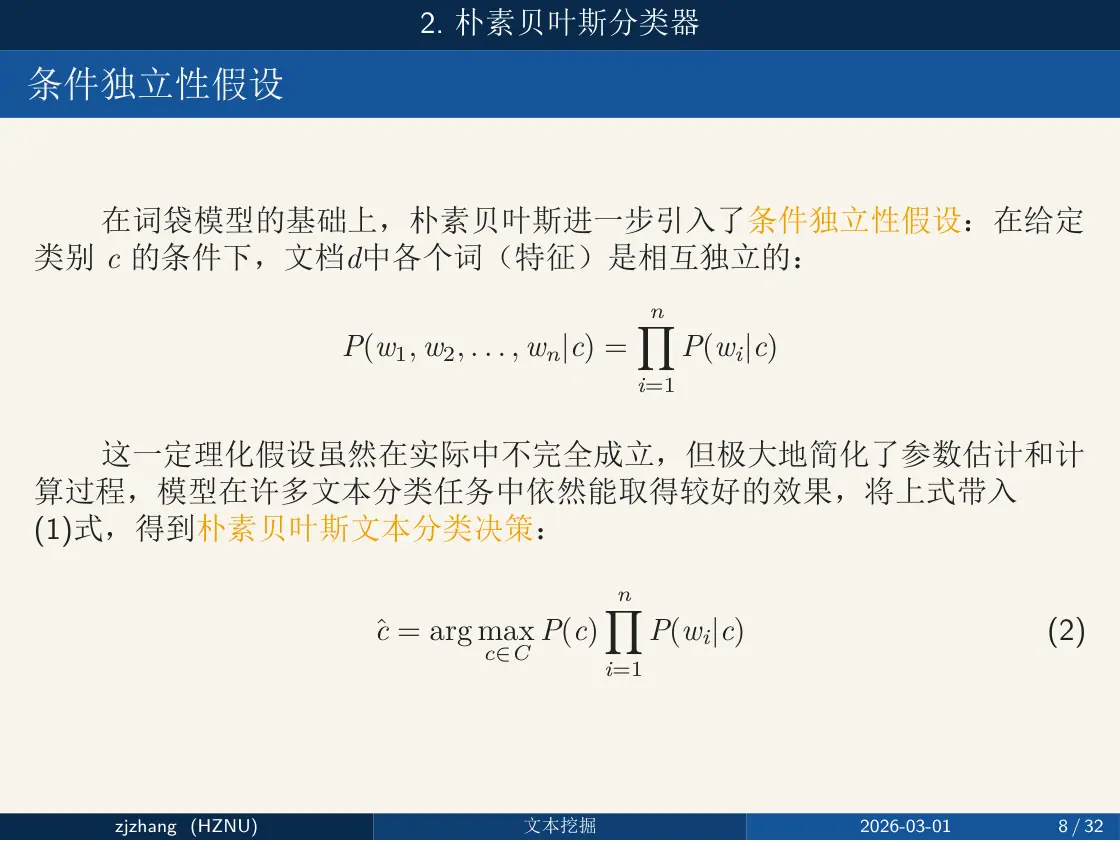 2. 朴素贝叶斯分类器
条件独立性假设
在词袋模型的基础上，朴素贝叶斯进一步引入了条件独立性假设：在给定
类别 c 的条件下，文档d中各个词（特征）是相互独立的：
P(w₁, w₂, . . . , wₙ|c) = ∏ᵢ₌₁ⁿ P(wᵢ|c)
这一定理化假设虽然在实际中不完全成立，但极大地简化了参数估计和计
算过程，模型在许多文本分类任务中依然能取得较好的效果，将上式带入
(1)式，得到朴素贝叶斯文本分类决策：
ĉ = arg max_{c∈C} P(c) ∏ᵢ₌₁ⁿ P(wᵢ|c) (2)
zjzhang (HZNU) 文本挖掘 2026-03-01 8 / 32